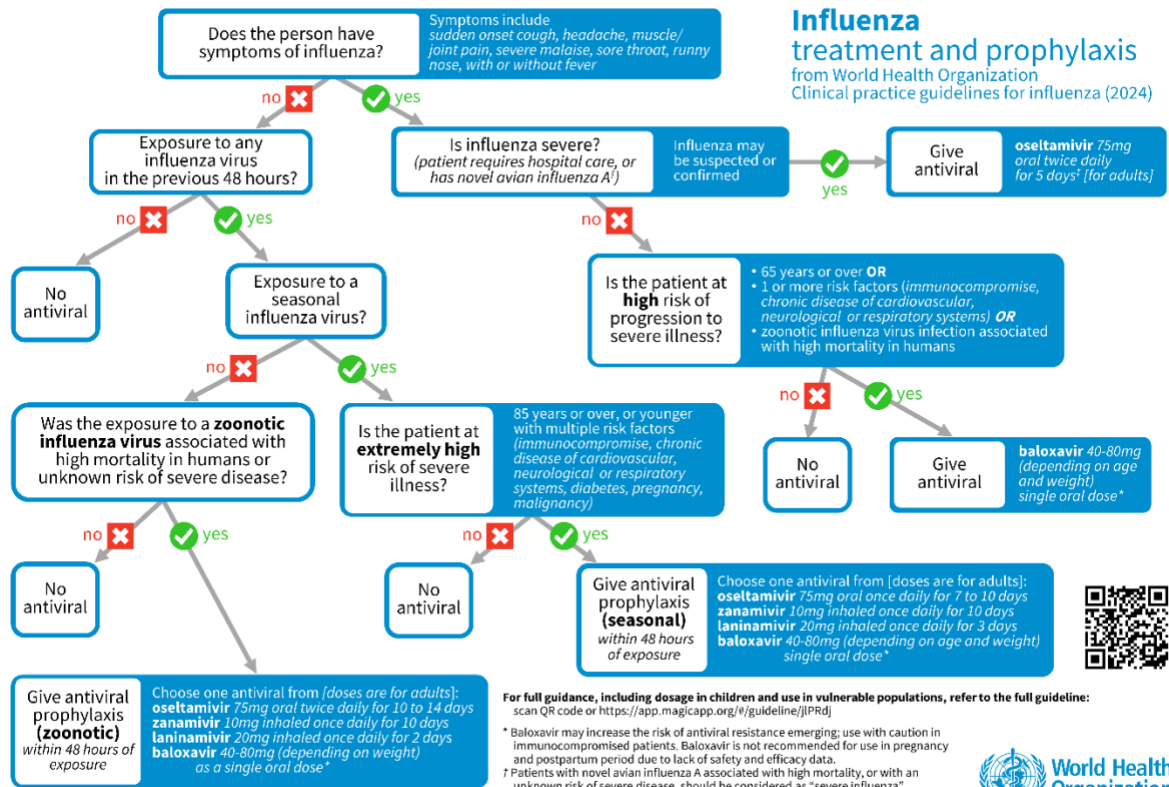 Influenza
treatment and prophylaxis
from World Health Organization
Clinical practice guidelines for influenza (2024)
Does the person have
symptoms of influenza?
Symptoms include
sudden onset cough, headache, muscle/
joint pain, severe malaise, sore throat, runny
nose, with or without fever
no
yes
Exposure to any
influenza virus
in the previous 48 hours?
Is influenza severe?
(patient requires hospital care, or
has novel avian influenza A†)
Influenza may
be suspected or
confirmed
yes
Give
antiviral
oseltamivir 75mg
oral twice daily
for 5 days‡ [for adults]
no
yes
no
No
antiviral
Exposure to a
seasonal
influenza virus?
Is the patient at
high risk of
progression to
severe illness?
• 65 years or over OR
• 1 or more risk factors (immunocompromise,
chronic disease of cardiovascular,
neurological or respiratory systems) OR
• zoonotic influenza virus infection associated
with high mortality in humans
no
yes
no
yes
Was the exposure to a zoonotic
influenza virus associated with
high mortality in humans or
unknown risk of severe disease?
Is the patient at
extremely high
risk of severe
illness?
85 years or over, or younger
with multiple risk factors
(immunocompromise, chronic
disease of cardiovascular,
neurological or respiratory
systems, diabetes, pregnancy,
malignancy)
No
antiviral
Give
antiviral
baloxavir 40-80mg
(depending on age
and weight)
single oral dose*
no
yes
no
yes
No
antiviral
No
antiviral
Give antiviral
prophylaxis
(seasonal)
within 48 hours
of exposure
Choose one antiviral from [doses are for adults]:
oseltamivir 75mg oral once daily for 7 to 10 days
zanamivir 10mg inhaled once daily for 10 days
laninamivir 20mg inhaled once daily for 3 days
baloxavir 40-80mg (depending on age and weight)
single oral dose*
Give antiviral
prophylaxis
(zoonotic)
within 48 hours of
exposure
Choose one antiviral from [doses are for adults]:
oseltamivir 75mg oral twice daily for 10 to 14 days
zanamivir 10mg inhaled once daily for 10 days
laninamivir 20mg inhaled once daily for 2 days
baloxavir 40-80mg (depending on weight)
as a single oral dose*
For full guidance, including dosage in children and use in vulnerable populations, refer to the full guideline:
scan QR code or https://app.magicapp.org/#/guideline/jlPRdj
* Baloxavir may increase the risk of antiviral resistance emerging; use with caution in
immunocompromised patients. Baloxavir is not recommended for use in pregnancy
and postpartum period due to lack of safety and efficacy data.
† Patients with novel avian influenza A associated with high mortality, or with an
unknown risk of severe disease, should be considered as "severe influenza"
World Health
Organization